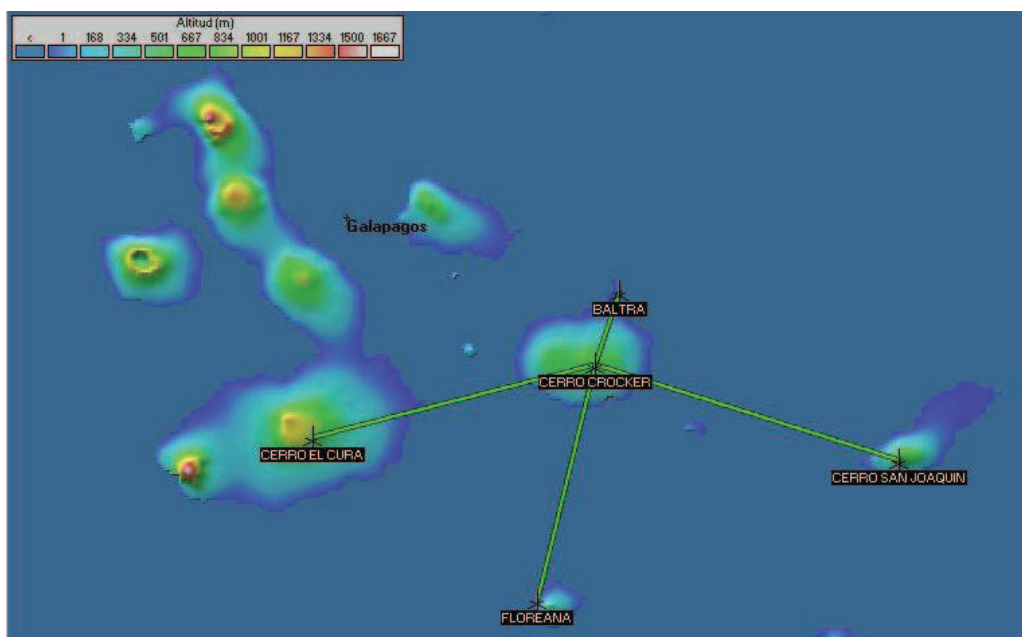 Altitud (m)
< 1 168 334 501 667 834 1001 1167 1334 1500 1667
Galapagos
BALTRA
CERRO CROCKER
CERRO EL CURA
CERRO SAN JOAQUIN
FLOREANA